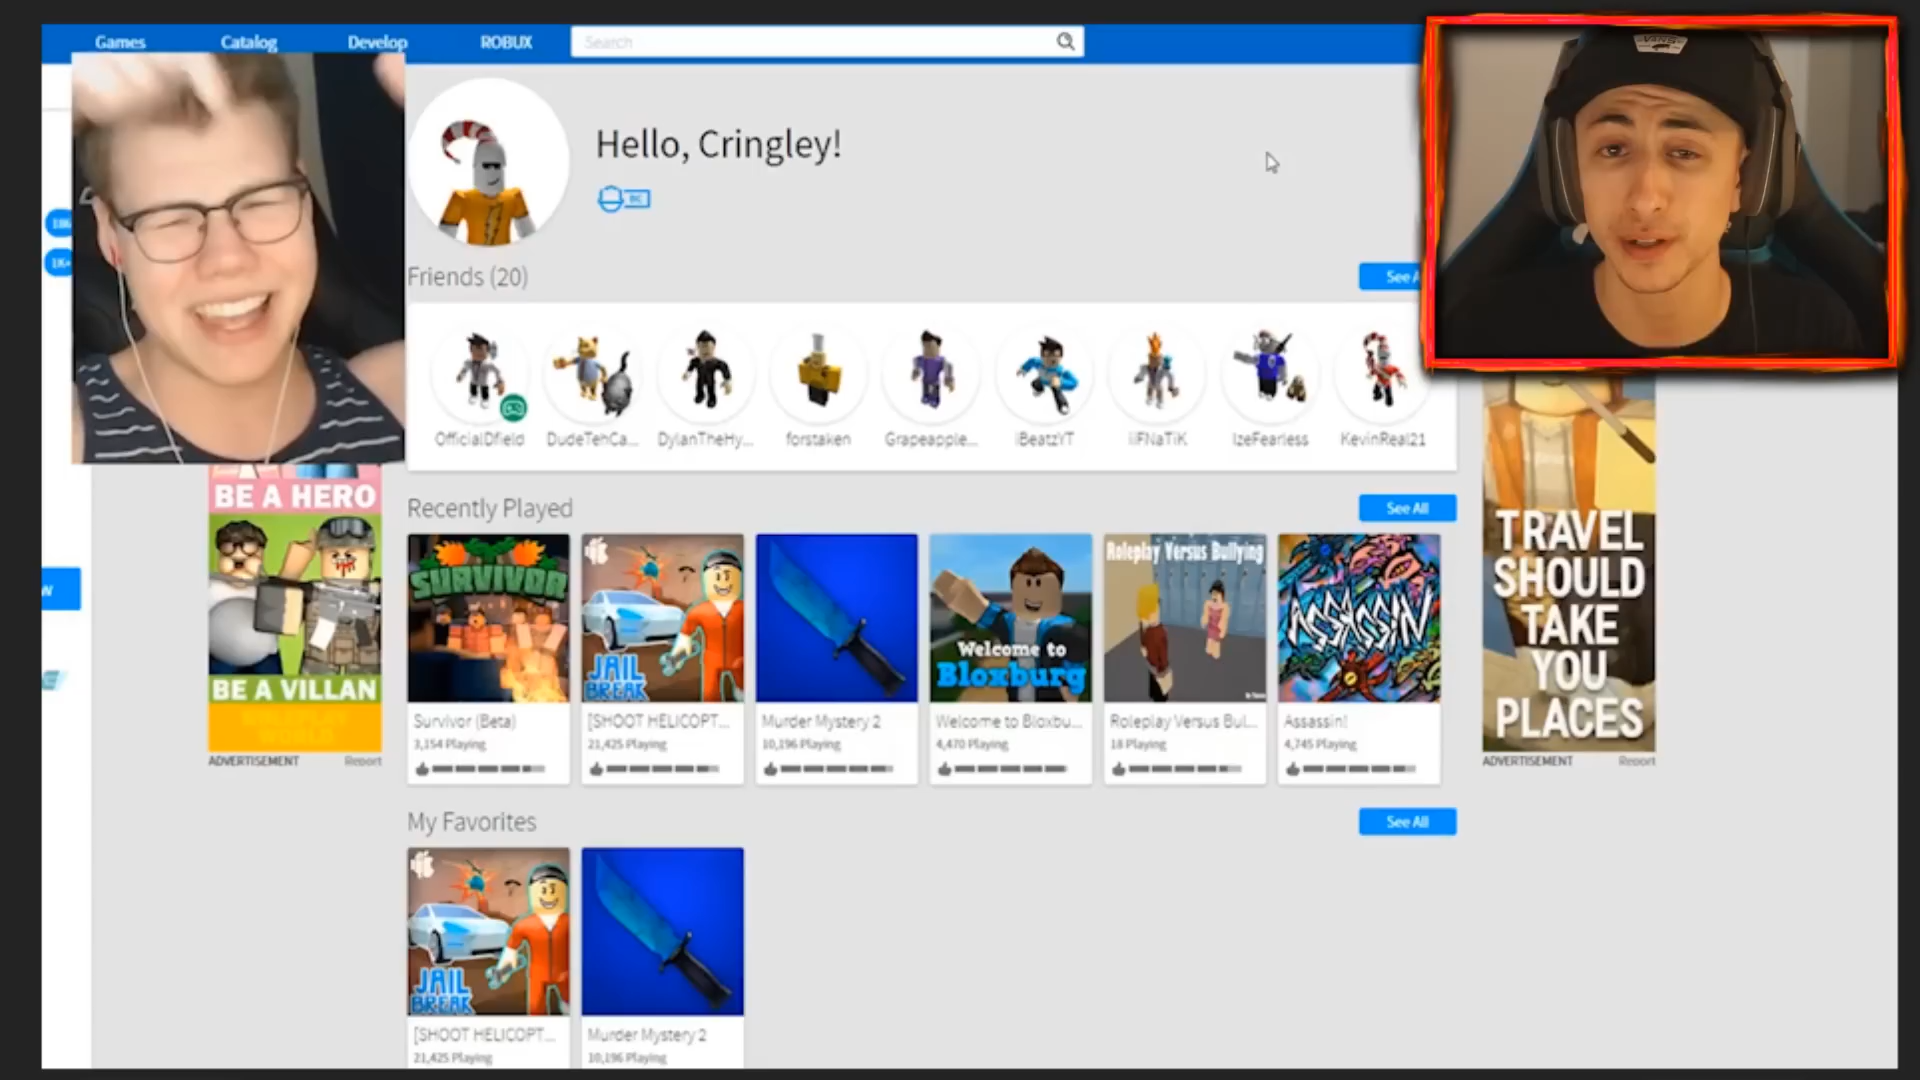 Games
Catalog
Develop
ROBUX
Search
VANS
Hello, Cringley!
BC
Friends (20)
See A
OfficialDfield
DudeTehCa...
DylanTheHy...
forstaken
Grapeapple...
iBeatzYT
iiFNaTiK
IzeFearless
KevinReal21
BE A HERO
BE A VILLAN
ADVERTISEMENT
Report
Recently Played
See All
SURVIVOR
JAIL
BREAK
Welcome to
Bloxburg
Roleplay Versus Bullying
ASSASSIN
Survivor (Beta)
3,154 Playing
[SHOOT HELICOPT...
21,425 Playing
Murder Mystery 2
10,196 Playing
Welcome to Bloxbu...
4,470 Playing
Roleplay Versus Bul...
18 Playing
Assassin!
4,745 Playing
TRAVEL
SHOULD
TAKE
YOU
PLACES
ADVERTISEMENT
Report
My Favorites
See All
JAIL
BREAK
[SHOOT HELICOPT...
21,425 Playing
Murder Mystery 2
10,196 Playing